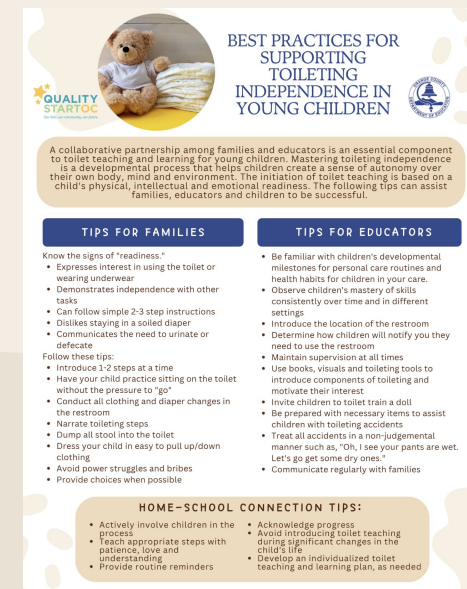 BEST PRACTICES FOR
SUPPORTING
TOILETING
INDEPENDENCE IN
YOUNG CHILDREN
QUALITY
STARTOC
ORANGE COUNTY
DEPARTMENT OF EDUCATION
A collaborative partnership among families and educators is an essential component
to toilet teaching and learning for young children. Mastering toileting independence
is a developmental process that helps children create a sense of autonomy over
their own body, mind and environment. The initiation of toilet teaching is based on a
child's physical, intellectual and emotional readiness. The following tips can assist
families, educators and children to be successful.
TIPS FOR FAMILIES
Know the signs of "readiness."
• Expresses interest in using the toilet or
wearing underwear
• Demonstrates independence with other
tasks
• Can follow simple 2-3 step instructions
• Dislikes staying in a soiled diaper
• Communicates the need to urinate or
defecate
Follow these tips:
• Introduce 1-2 steps at a time
• Have your child practice sitting on the toilet
without the pressure to "go"
• Conduct all clothing and diaper changes in
the restroom
• Narrate toileting steps
• Dump all stool into the toilet
• Dress your child in easy to pull up/down
clothing
• Avoid power struggles and bribes
• Provide choices when possible
TIPS FOR EDUCATORS
• Be familiar with children's developmental
milestones for personal care routines and
health habits for children in your care.
• Observe children's mastery of skills
consistently over time and in different
settings
• Introduce the location of the restroom
• Determine how children will notify you they
need to use the restroom
• Maintain supervision at all times
• Use books, visuals and toileting tools to
introduce components of toileting and
motivate their interest
• Invite children to toilet train a doll
• Be prepared with necessary items to assist
children with toileting accidents
• Treat all accidents in a non-judgemental
manner such as, "Oh, I see your pants are wet.
Let's go get some dry ones."
• Communicate regularly with families
HOME-SCHOOL CONNECTION TIPS:
• Actively involve children in the
process
• Teach appropriate steps with
patience, love and
understanding
• Provide routine reminders
• Acknowledge progress
• Avoid introducing toilet teaching
during significant changes in the
child's life
• Develop an individualized toilet
teaching and learning plan, as needed